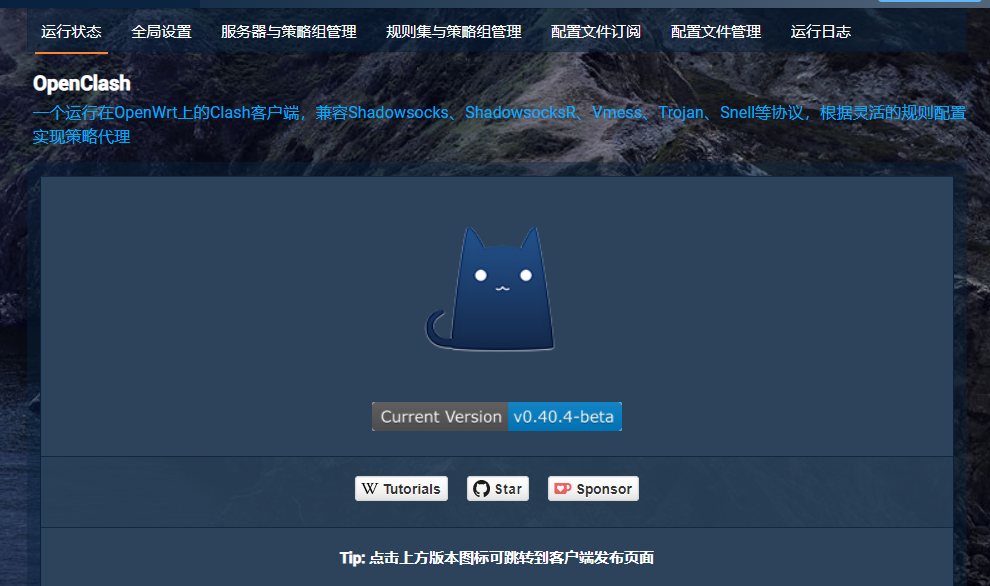 运行状态 全局设置 服务器与策略组管理 规则集与策略组管理 配置文件订阅 配置文件管理 运行日志
OpenClash
一个运行在OpenWrt上的Clash客户端，兼容Shadowsocks、ShadowsocksR、Vmess、Trojan、Snell等协议，根据灵活的规则配置
实现策略代理
Current Version v0.40.4-beta
W Tutorials Star Sponsor
Tip: 点击上方版本图标可跳转到客户端发布页面